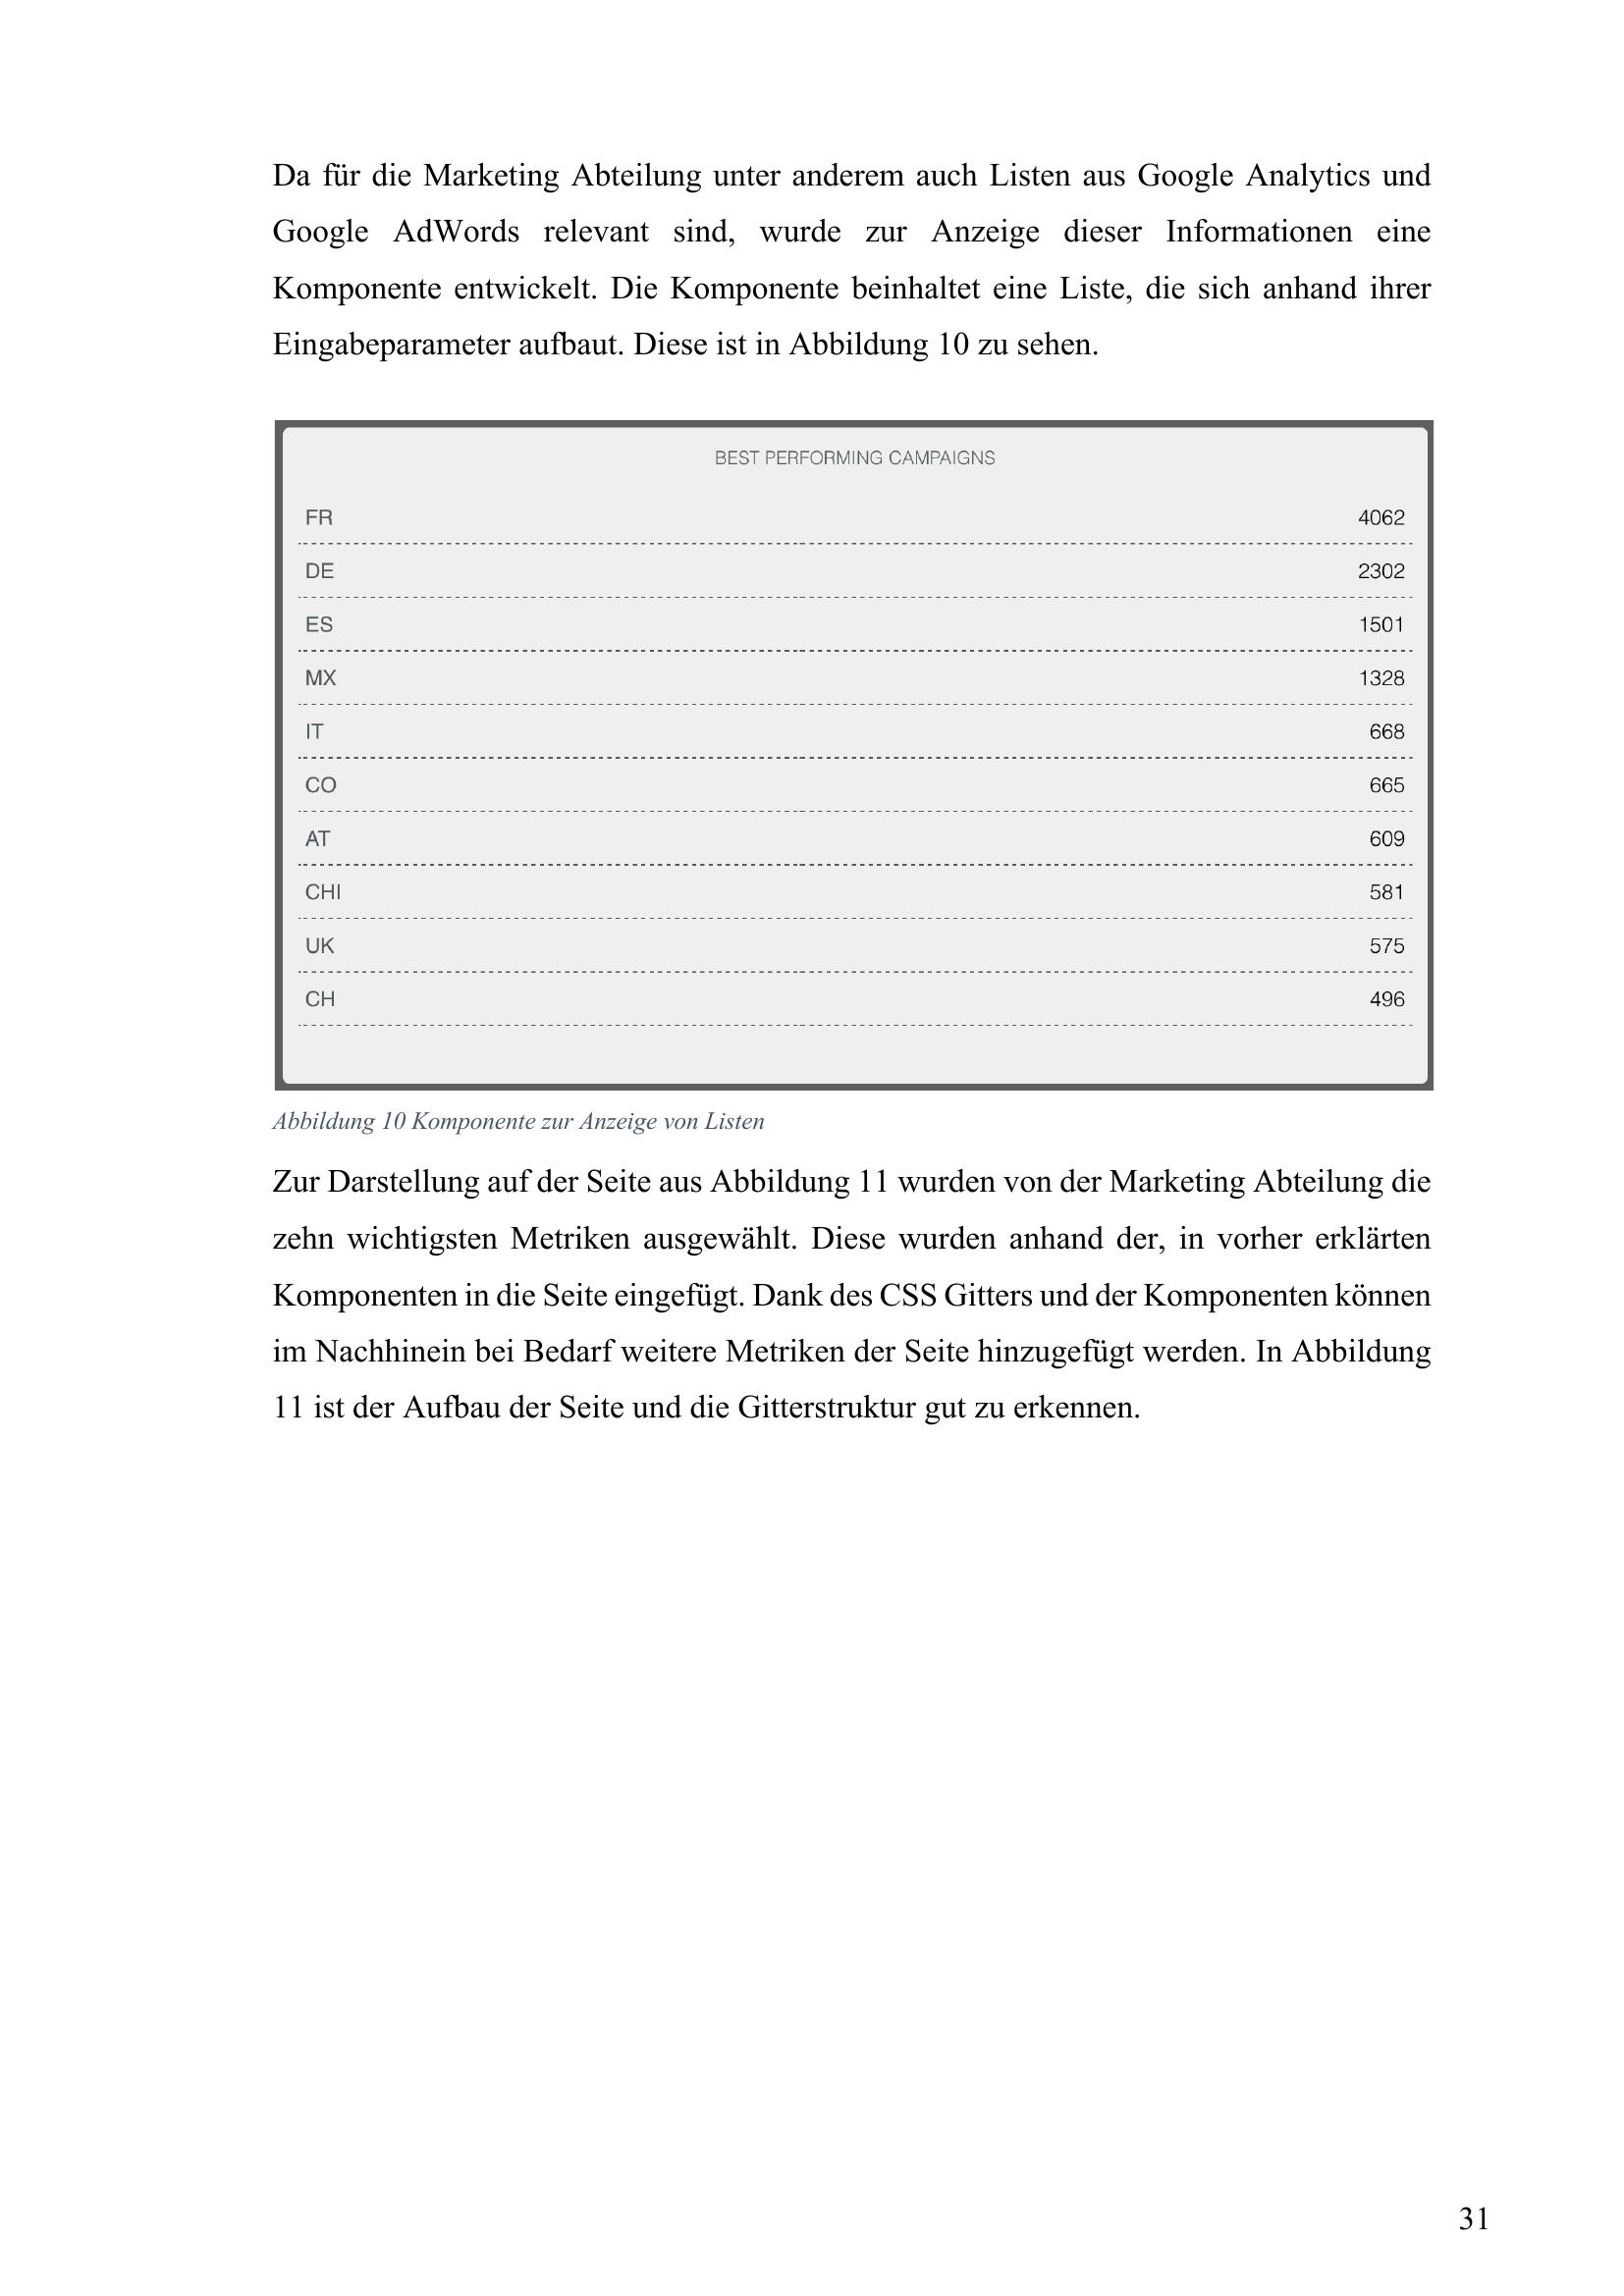 Da für die Marketing Abteilung unter anderem auch Listen aus Google Analytics und
Google AdWords relevant sind, wurde zur Anzeige dieser Informationen eine
Komponente entwickelt. Die Komponente beinhaltet eine Liste, die sich anhand ihrer
Eingabeparameter aufbaut. Diese ist in Abbildung 10 zu sehen.
BEST PERFORMING CAMPAIGNS
FR 4062
DE 2302
ES 1501
MX 1328
IT 668
CO 665
AT 609
CHI 581
UK 575
CH 496
Abbildung 10 Komponente zur Anzeige von Listen
Zur Darstellung auf der Seite aus Abbildung 11 wurden von der Marketing Abteilung die
zehn wichtigsten Metriken ausgewählt. Diese wurden anhand der, in vorher erklärten
Komponenten in die Seite eingefügt. Dank des CSS Gitters und der Komponenten können
im Nachhinein bei Bedarf weitere Metriken der Seite hinzugefügt werden. In Abbildung
11 ist der Aufbau der Seite und die Gitterstruktur gut zu erkennen.
31